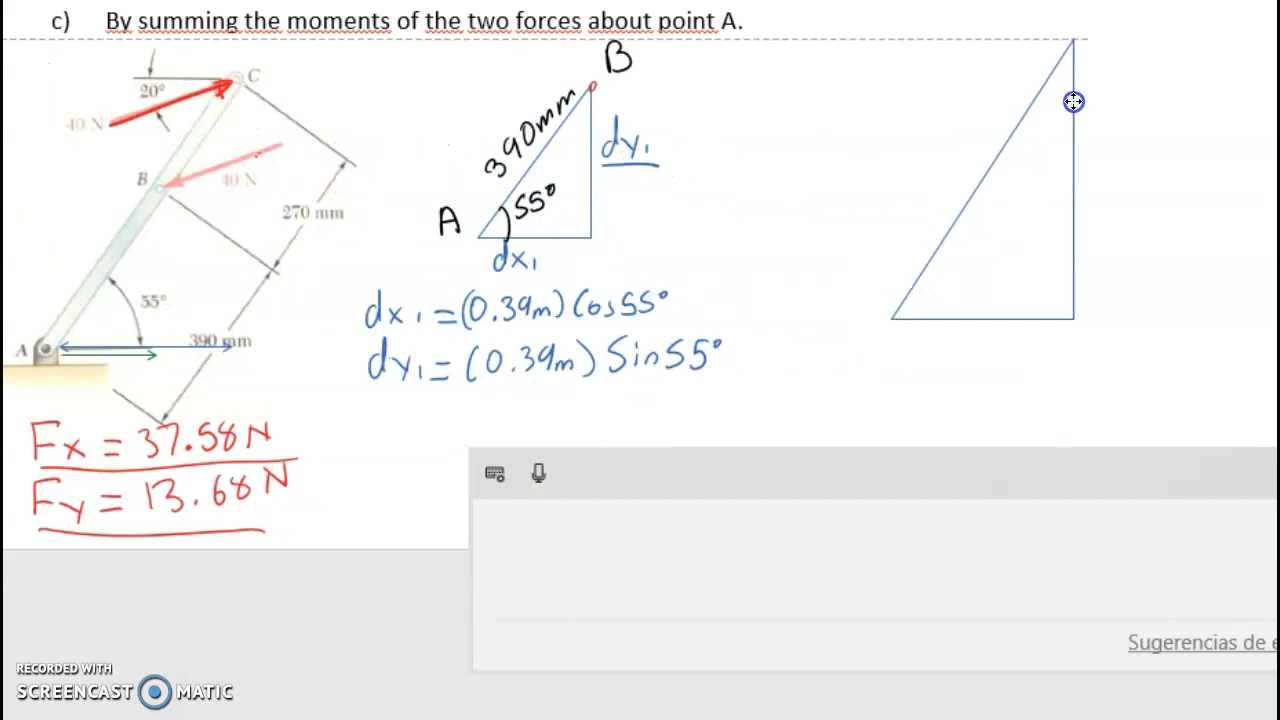 c) By summing the moments of the two forces about point A.
20°
C
40 N
B
40 N
270 mm
55°
A
390 mm
B
390mm
dy₁
A
55°
dx₁
dx₁ = (0.39m) Cos 55°
dy₁ = (0.39m) Sin 55°
Fx = 37.58 N
Fy = 13.68 N
Sugerencias de e
RECORDED WITH
SCREENCAST MATIC